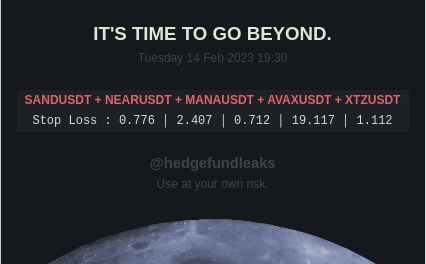 IT'S TIME TO GO BEYOND.
Tuesday 14 Feb 2023 19:30
SANDUSDT + NEARUSDT + MANAUSDT + AVAXUSDT + XTZUSDT
Stop Loss : 0.776 | 2.407 | 0.712 | 19.117 | 1.112
@hedgefundleaks
Use at your own risk.